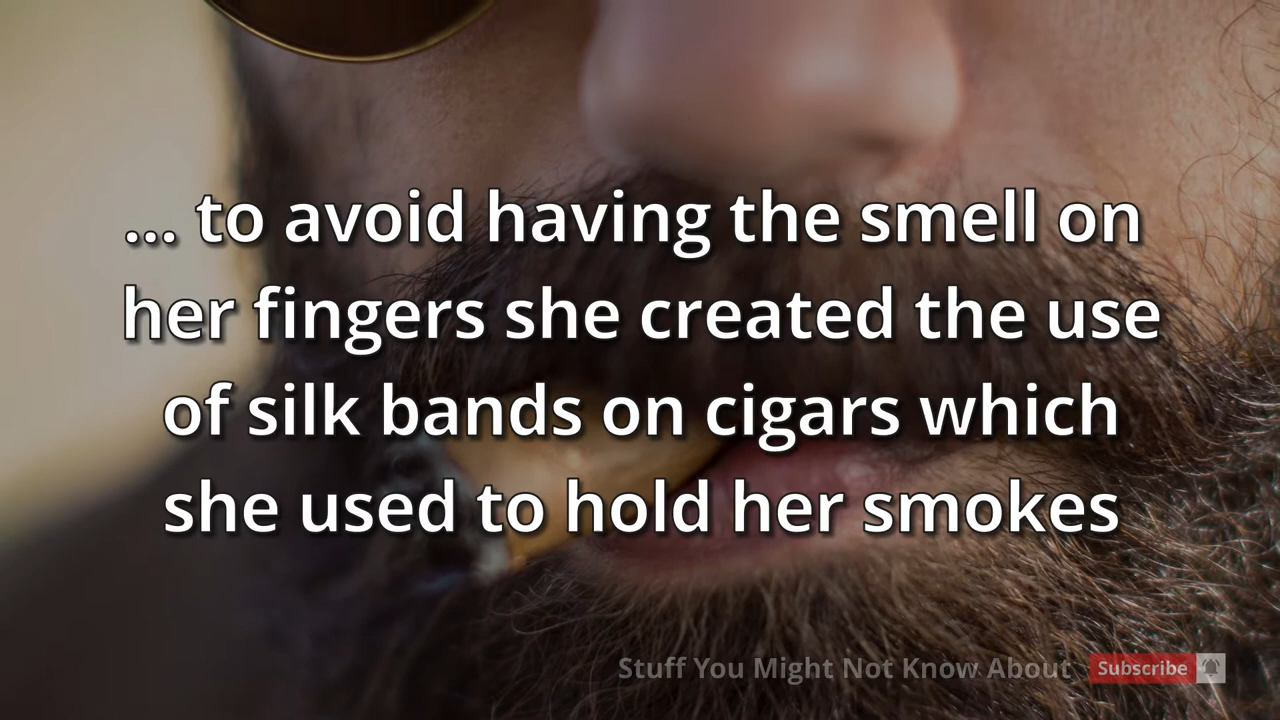 ... to avoid having the smell on
her fingers she created the use
of silk bands on cigars which
she used to hold her smokes
Stuff You Might Not Know About
Subscribe